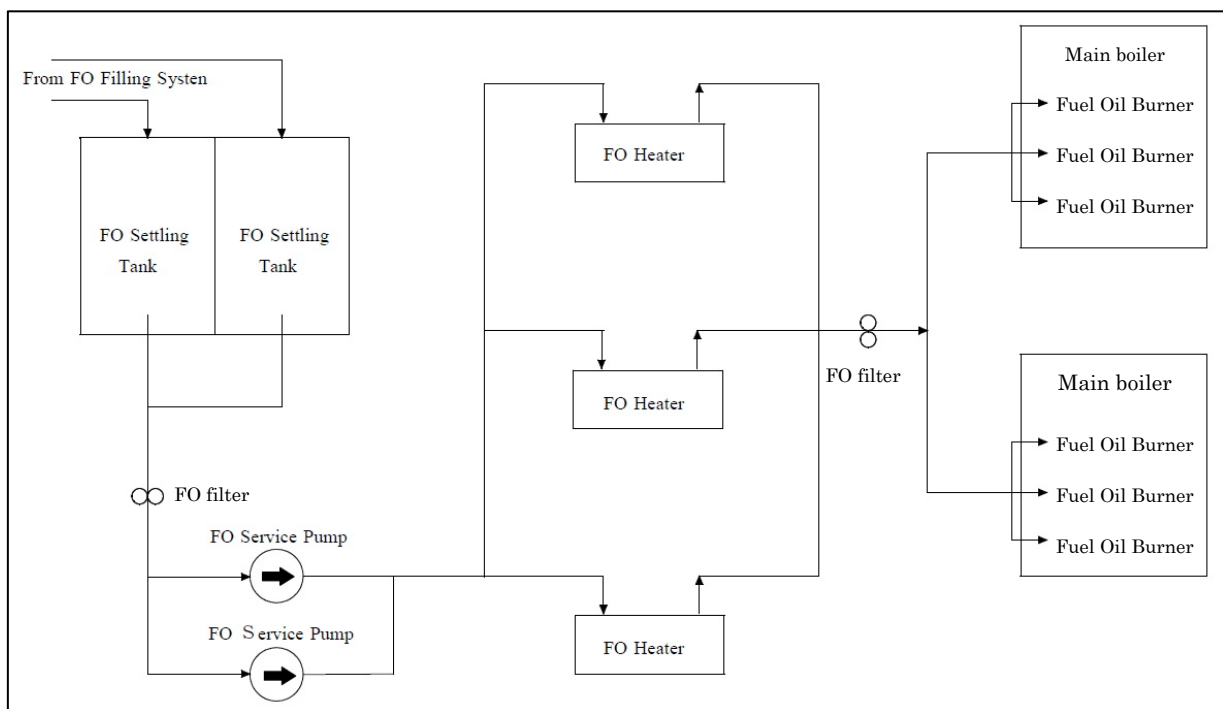 From FO Filling Systen
FO Settling
Tank
FO Settling
Tank
FO filter
FO Service Pump
FO Service Pump
FO Heater
FO Heater
FO Heater
FO filter
Main boiler
Fuel Oil Burner
Fuel Oil Burner
Fuel Oil Burner
Main boiler
Fuel Oil Burner
Fuel Oil Burner
Fuel Oil Burner